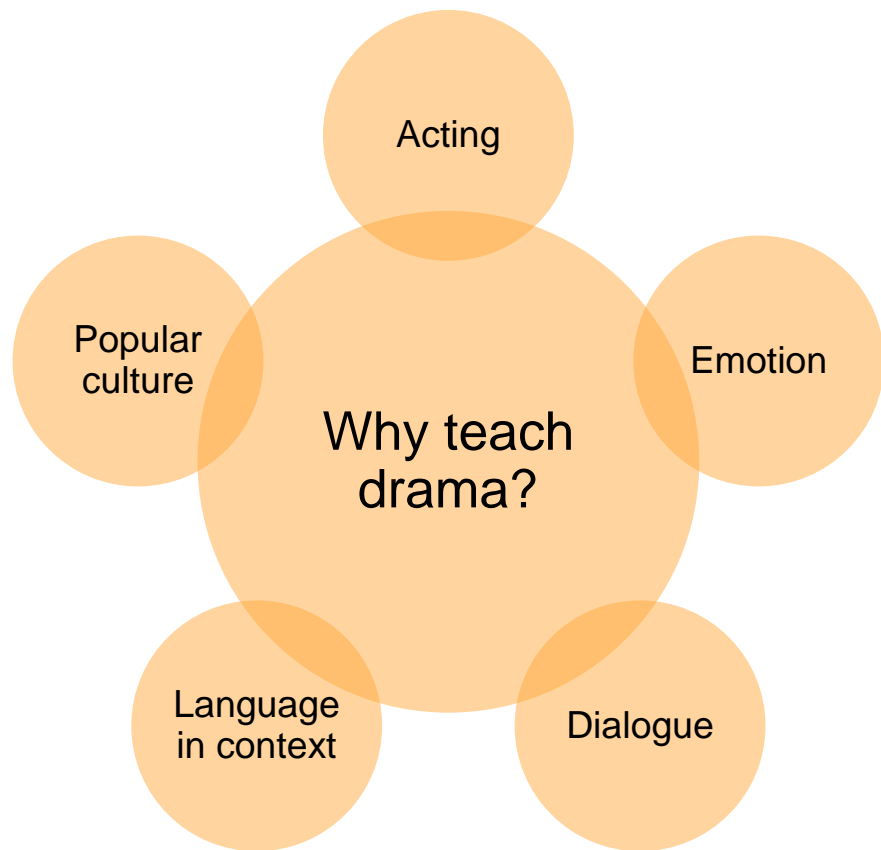 Acting
Popular
culture
Emotion
Why teach
drama?
Language
in context
Dialogue